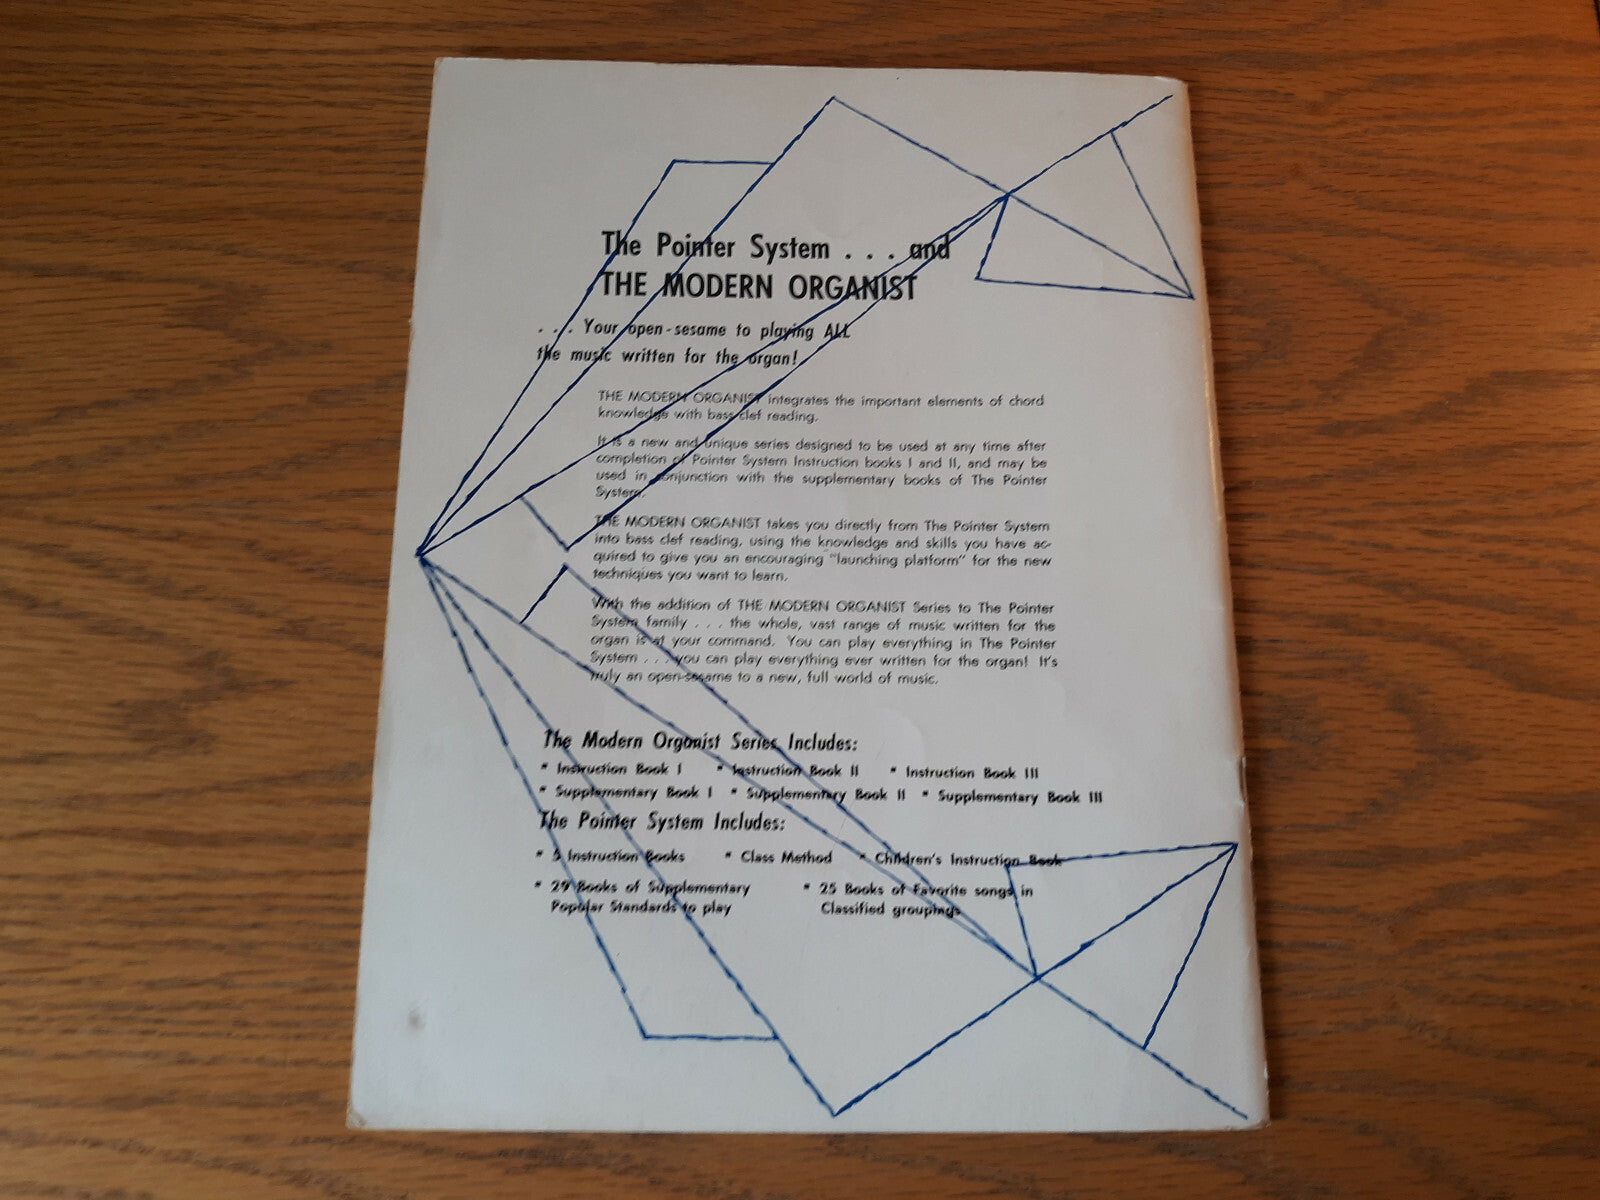 The Pointer System . . . and
THE MODERN ORGANIST
. . . Your open-sesame to playing ALL
the music written for the organ!
THE MODERN ORGANIST integrates the important elements of chord
knowledge with bass clef reading.
It is a new and unique series designed to be used at any time after
completion of Pointer System Instruction books I and II, and may be
used in conjunction with the supplementary books of The Pointer
System.
THE MODERN ORGANIST takes you directly from The Pointer System
into bass clef reading, using the knowledge and skills you have ac-
quired to give you an encouraging "launching platform" for the new
techniques you want to learn.
With the addition of THE MODERN ORGANIST Series to The Pointer
System family . . . the whole, vast range of music written for the
organ is at your command. You can play everything in The Pointer
System . . . you can play everything ever written for the organ! It's
truly an open-sesame to a new, full world of music.
The Modern Organist Series Includes:
* Instruction Book I * Instruction Book II * Instruction Book III
* Supplementary Book I * Supplementary Book II * Supplementary Book III
The Pointer System Includes:
* 5 Instruction Books * Class Method * Children's Instruction Book
* 29 Books of Supplementary
Popular Standards to play
* 25 Books of Favorite songs in
Classified groupings